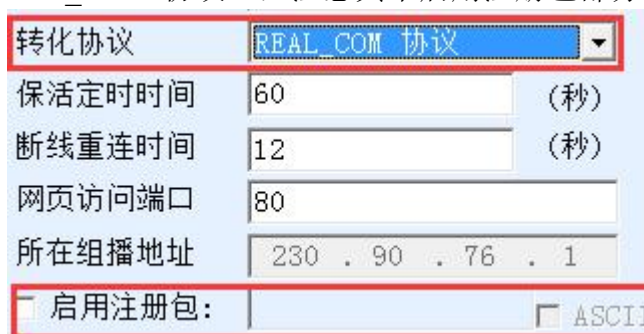 转化协议 REAL_COM 协议
保活定时时间 60 (秒)
断线重连时间 12 (秒)
网页访问端口 80
所在组播地址 230 . 90 . 76 . 1
启用注册包: ASCII